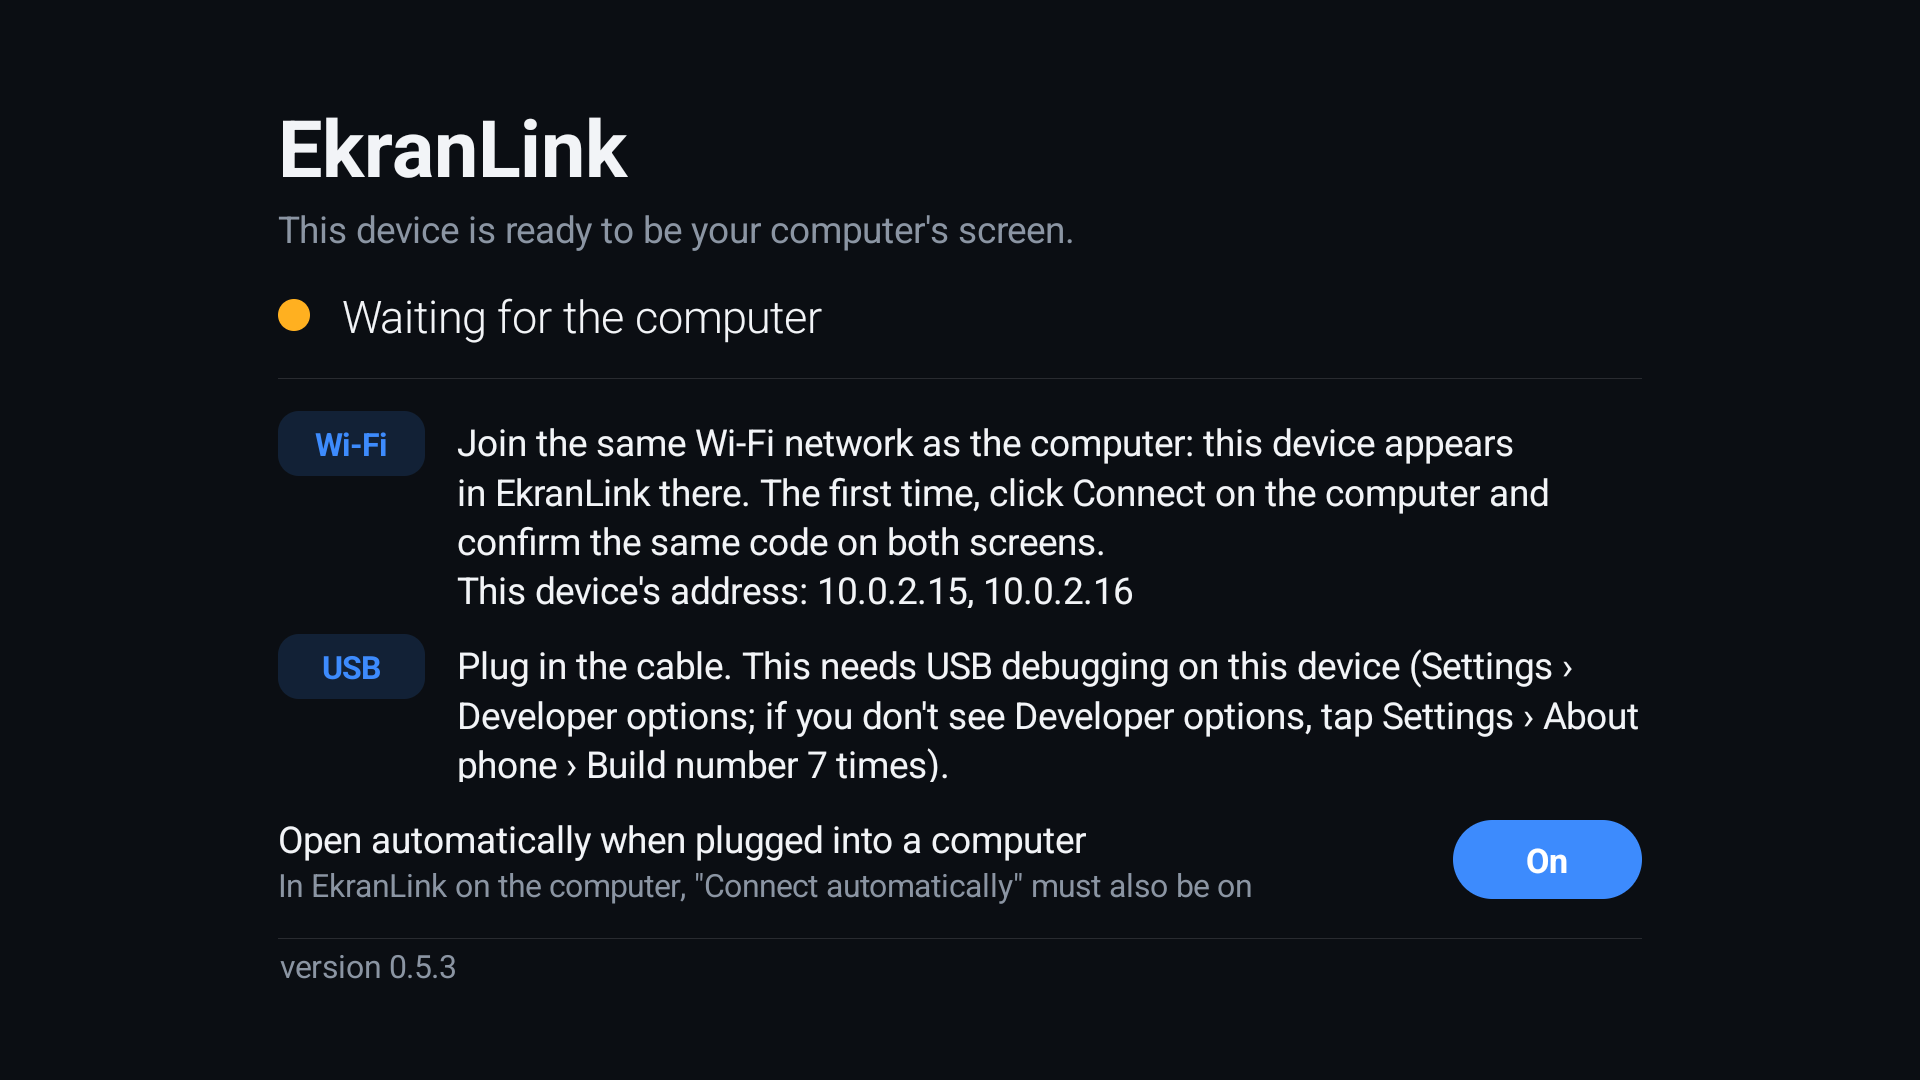 EkranLink
This device is ready to be your computer's screen.
Waiting for the computer
Wi-Fi
Join the same Wi-Fi network as the computer: this device appears
in EkranLink there. The first time, click Connect on the computer and
confirm the same code on both screens.
This device's address: 10.0.2.15, 10.0.2.16
USB
Plug in the cable. This needs USB debugging on this device (Settings ›
Developer options; if you don't see Developer options, tap Settings › About
phone › Build number 7 times).
Open automatically when plugged into a computer
In EkranLink on the computer, "Connect automatically" must also be on
On
version 0.5.3